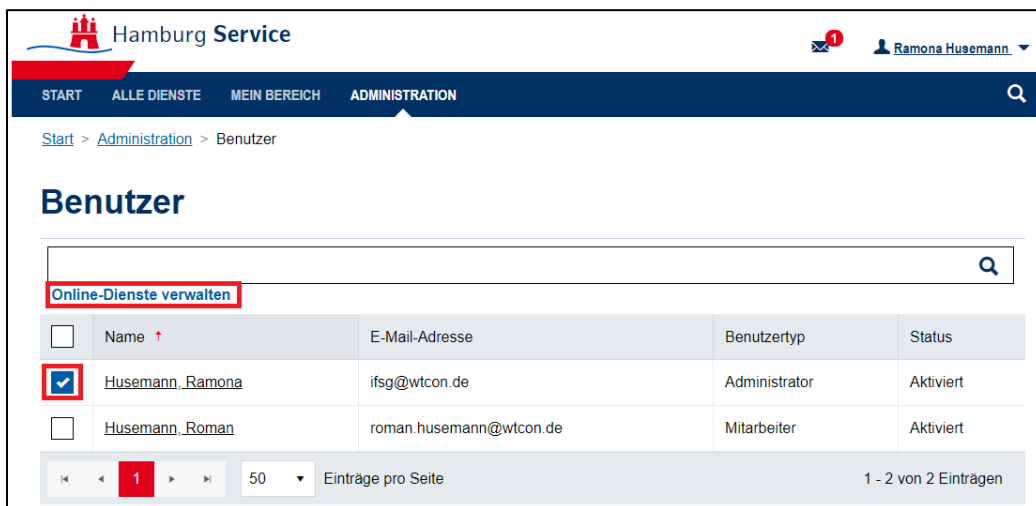 Hamburg Service
1
Ramona Husemann
START ALLE DIENSTE MEIN BEREICH ADMINISTRATION
Start > Administration > Benutzer
Benutzer
Online-Dienste verwalten
Name ↑ E-Mail-Adresse Benutzertyp Status
Husemann, Ramona ifsg@wtcon.de Administrator Aktiviert
Husemann, Roman roman.husemann@wtcon.de Mitarbeiter Aktiviert
1 50 Einträge pro Seite 1 - 2 von 2 Einträgen